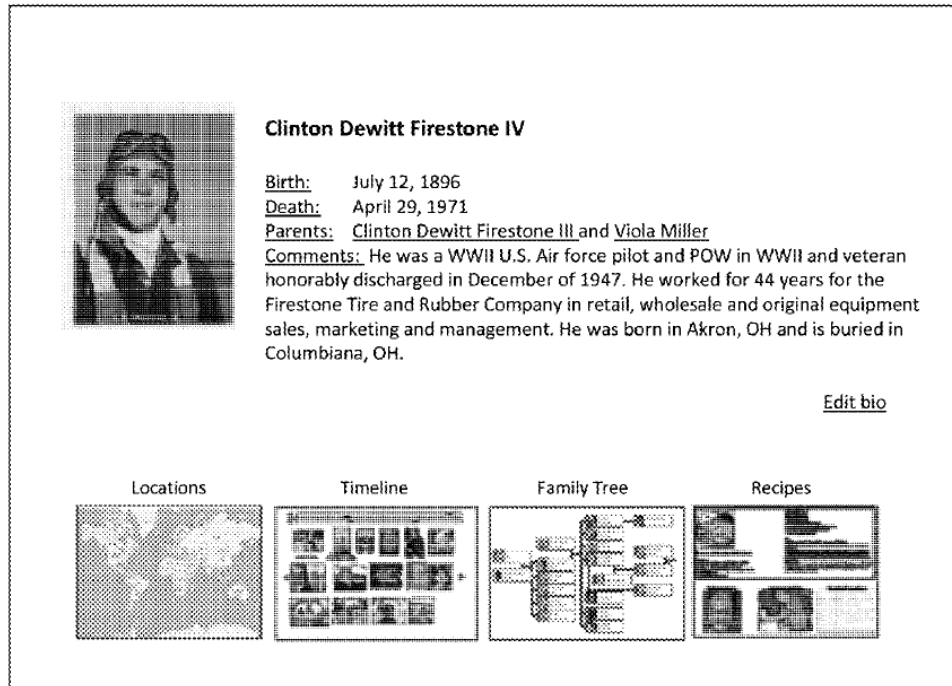 Clinton Dewitt Firestone IV
Birth: July 12, 1896
Death: April 29, 1971
Parents: Clinton Dewitt Firestone III and Viola Miller
Comments: He was a WWII U.S. Air force pilot and POW in WWII and veteran
honorably discharged in December of 1947. He worked for 44 years for the
Firestone Tire and Rubber Company in retail, wholesale and original equipment
sales, marketing and management. He was born in Akron, OH and is buried in
Columbiana, OH.
Edit bio
Locations Timeline Family Tree Recipes